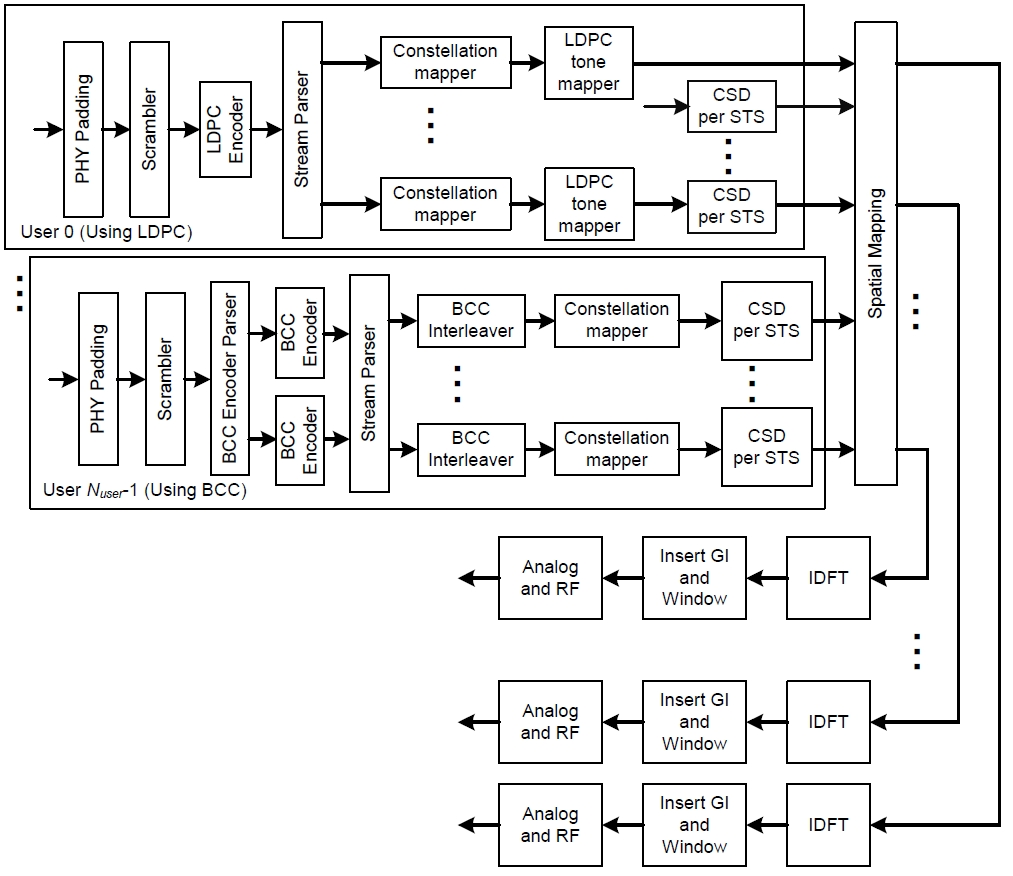 PHY Padding
Scrambler
LDPC
Encoder
Stream Parser
Constellation
mapper
LDPC
tone
mapper
CSD
per STS
Constellation
mapper
LDPC
tone
mapper
CSD
per STS
User 0 (Using LDPC)
Spatial Mapping
PHY Padding
Scrambler
BCC Encoder Parser
BCC
Encoder
BCC
Encoder
Stream Parser
BCC
Interleaver
Constellation
mapper
CSD
per STS
BCC
Interleaver
Constellation
mapper
CSD
per STS
User Nuser-1 (Using BCC)
Analog
and RF
Insert GI
and
Window
IDFT
Analog
and RF
Insert GI
and
Window
IDFT
Analog
and RF
Insert GI
and
Window
IDFT